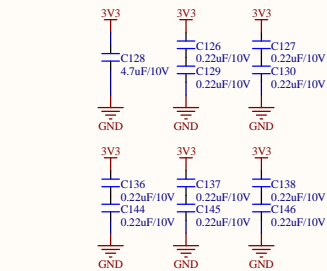 3V3 3V3 3V3
C128 C126 C127
4.7uF/10V 0.22uF/10V 0.22uF/10V
C129 C130
0.22uF/10V 0.22uF/10V
GND GND GND
3V3 3V3 3V3
C136 C137 C138
0.22uF/10V 0.22uF/10V 0.22uF/10V
C144 C145 C146
0.22uF/10V 0.22uF/10V 0.22uF/10V
GND GND GND